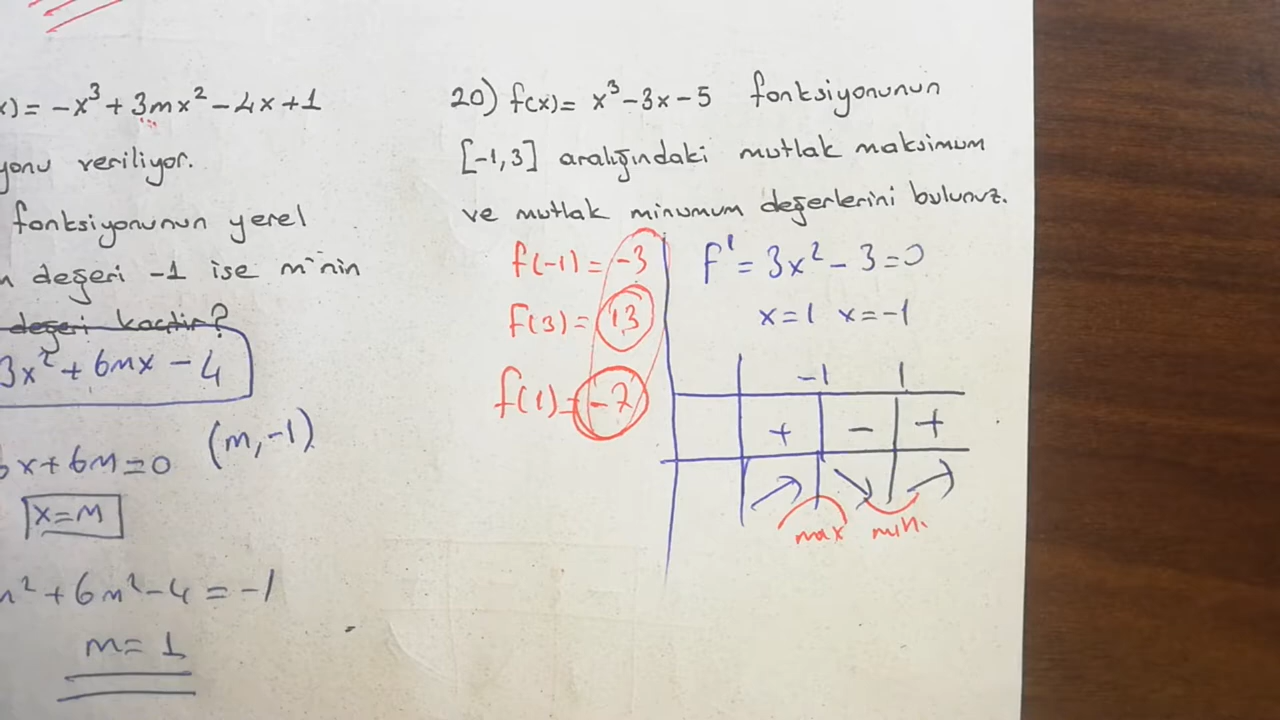 x) = -x³ + 3mx² - 4x + 1
yonu veriliyor.
fonksiyonunun yerel
değeri -1 ise m'nin
değeri kaçtır?
3x² + 6mx - 4
(m, -1)
x + 6m = 0
x = m
m² + 6m² - 4 = -1
m = 1
20) f(x) = x³ - 3x - 5 fonksiyonunun
[-1, 3] aralığındaki mutlak maksimum
ve mutlak minumum değerlerini bulunuz.
f(-1) = -3
f(3) = 13
f(1) = -7
f' = 3x² - 3 = 0
x = 1 x = -1
-1 1
+ - +
max min.